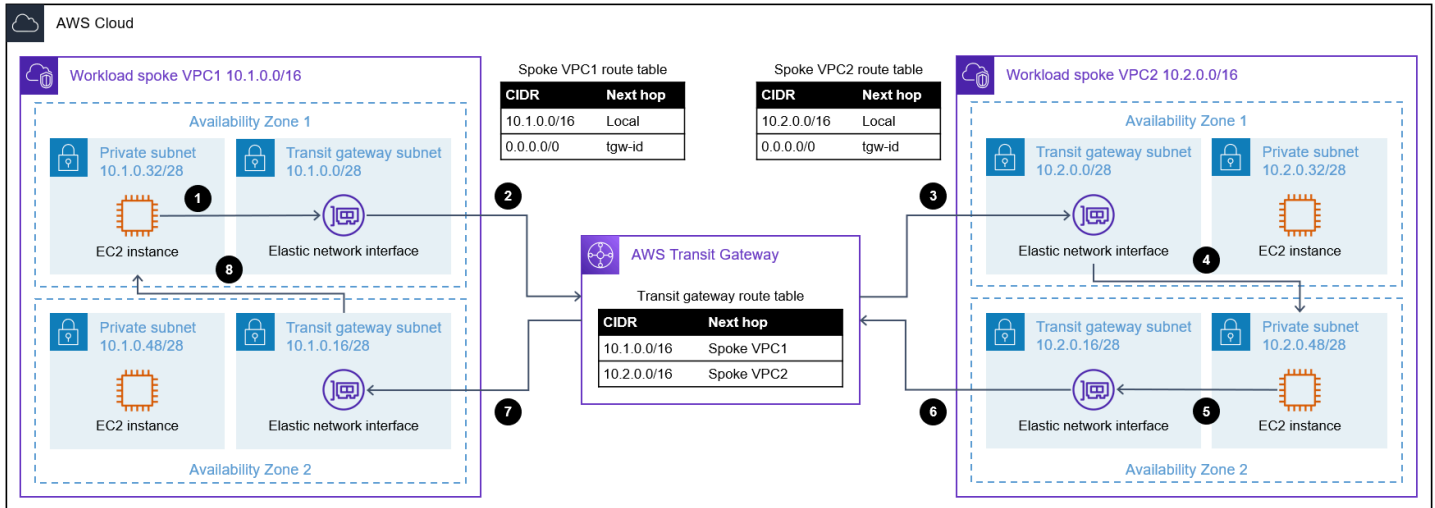 AWS Cloud
Workload spoke VPC1 10.1.0.0/16
Availability Zone 1
Private subnet
10.1.0.32/28
EC2 instance
Transit gateway subnet
10.1.0.0/28
Elastic network interface
1
8
Private subnet
10.1.0.48/28
EC2 instance
Transit gateway subnet
10.1.0.16/28
Elastic network interface
Availability Zone 2
Spoke VPC1 route table
CIDR Next hop
10.1.0.0/16 Local
0.0.0.0/0 tgw-id
Spoke VPC2 route table
CIDR Next hop
10.2.0.0/16 Local
0.0.0.0/0 tgw-id
2
3
AWS Transit Gateway
Transit gateway route table
CIDR Next hop
10.1.0.0/16 Spoke VPC1
10.2.0.0/16 Spoke VPC2
7
6
Workload spoke VPC2 10.2.0.0/16
Availability Zone 1
Transit gateway subnet
10.2.0.0/28
Elastic network interface
Private subnet
10.2.0.32/28
EC2 instance
4
Transit gateway subnet
10.2.0.16/28
Elastic network interface
Private subnet
10.2.0.48/28
EC2 instance
5
Availability Zone 2